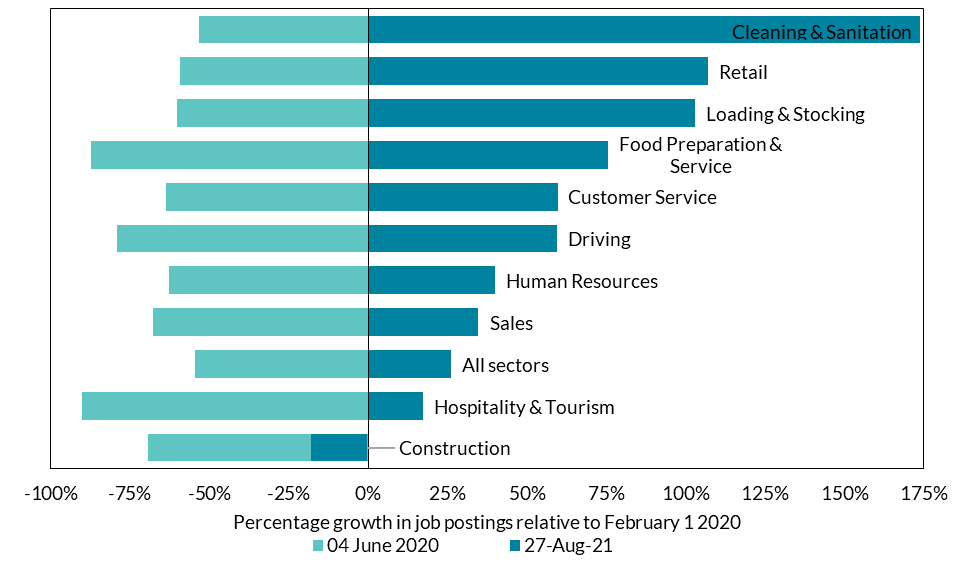 Cleaning & Sanitation
Retail
Loading & Stocking
Food Preparation &
Service
Customer Service
Driving
Human Resources
Sales
All sectors
Hospitality & Tourism
Construction
-100% -75% -50% -25% 0% 25% 50% 75% 100% 125% 150% 175%
Percentage growth in job postings relative to February 1 2020
04 June 2020 27-Aug-21